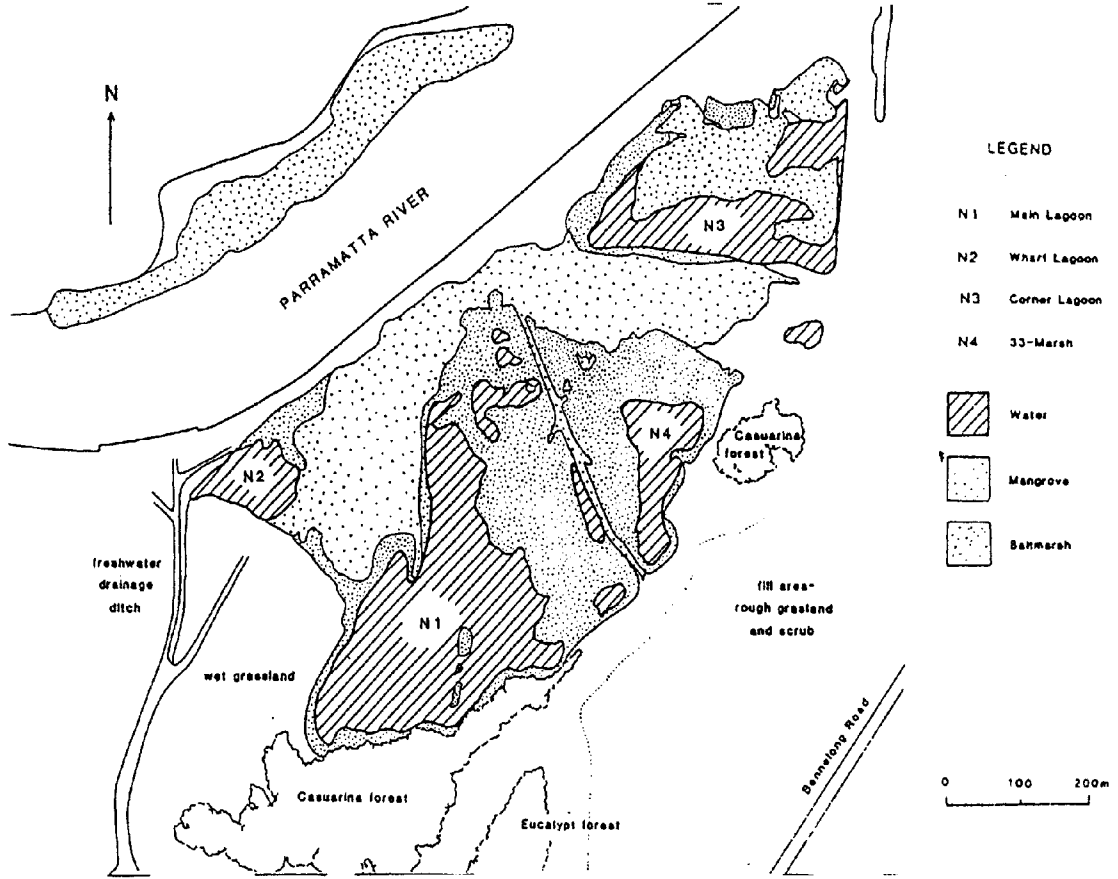 N
PARRAMATTA RIVER
N3
N4
N2
N1
Casuarina
forest
freshwater
drainage
ditch
fill area-
rough grassland
and scrub
wet grassland
Casuarina forest
Eucalypt forest
Bennelong Road
LEGEND
N1 Main Lagoon
N2 Wharf Lagoon
N3 Corner Lagoon
N4 33-Marsh
Water
Mangrove
Saltmarsh
0 100 200m